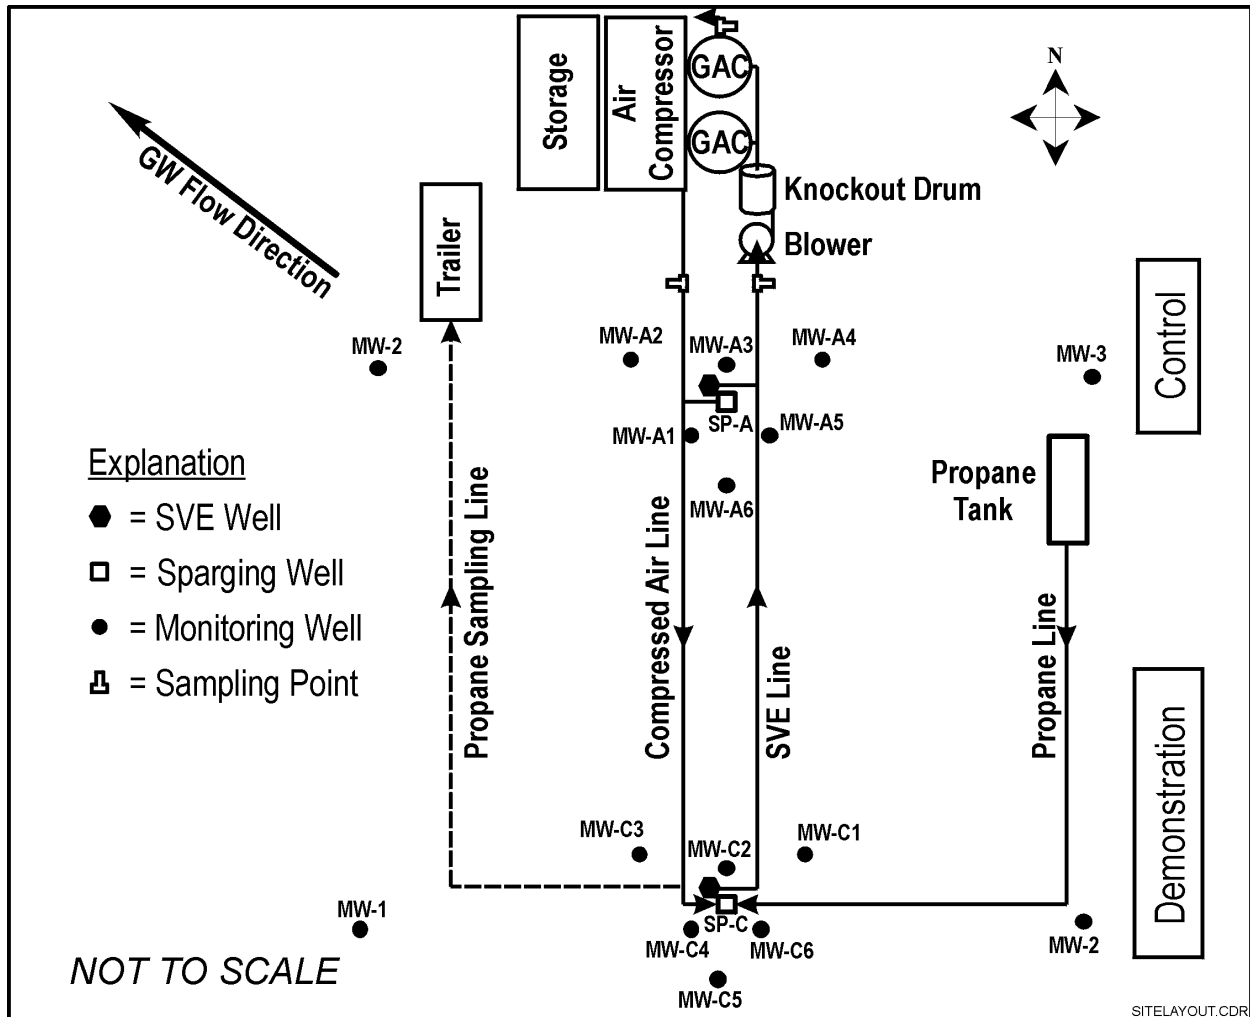 Storage
Air
Compressor
GAC
GAC
N
GW Flow Direction
Trailer
Knockout Drum
Blower
Control
MW-2
MW-A2
MW-A3
MW-A4
MW-3
SP-A
MW-A1
MW-A5
MW-A6
Explanation
= SVE Well
= Sparging Well
= Monitoring Well
= Sampling Point
Propane Sampling Line
Compressed Air Line
SVE Line
Propane
Tank
Propane Line
Demonstration
MW-C3
MW-C2
MW-C1
MW-1
SP-C
MW-C4
MW-C6
MW-2
MW-C5
NOT TO SCALE
SITELAYOUT.CDR